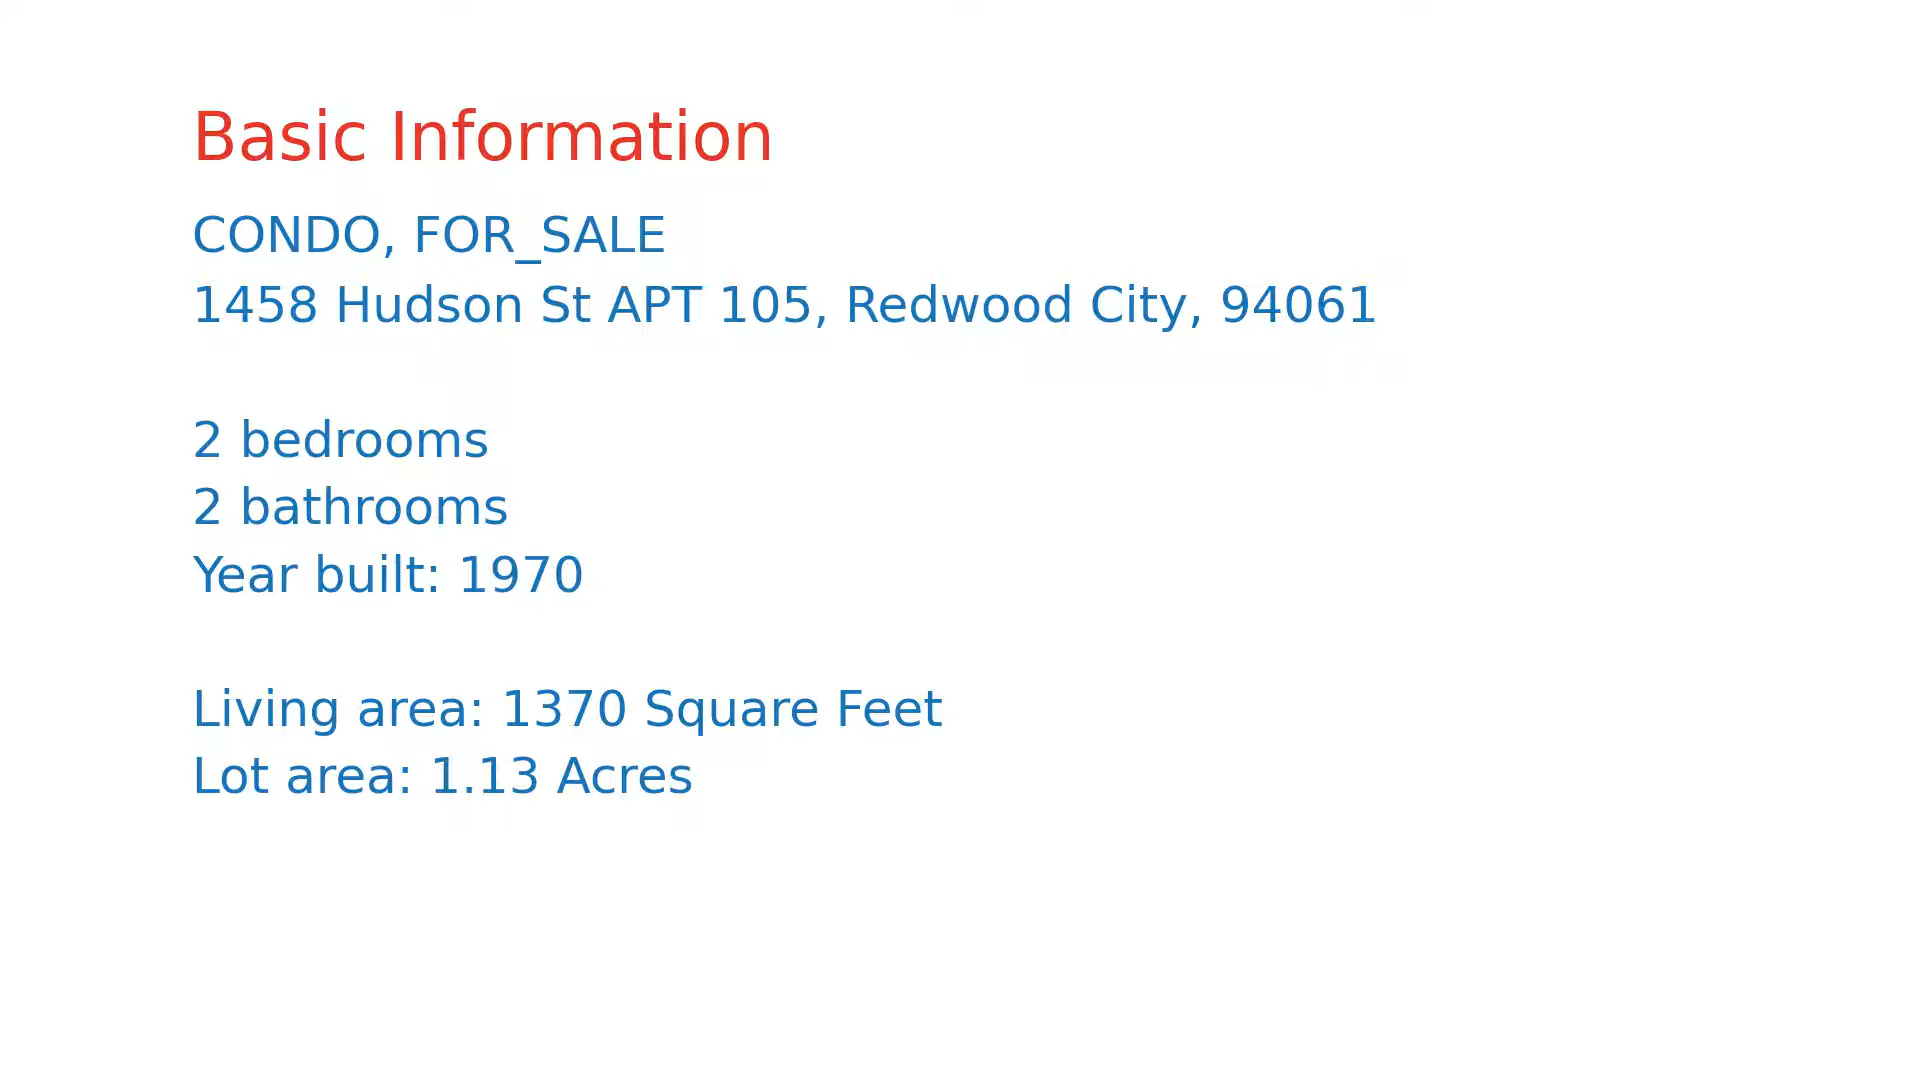 Basic Information
CONDO, FOR_SALE
1458 Hudson St APT 105, Redwood City, 94061
2 bedrooms
2 bathrooms
Year built: 1970
Living area: 1370 Square Feet
Lot area: 1.13 Acres